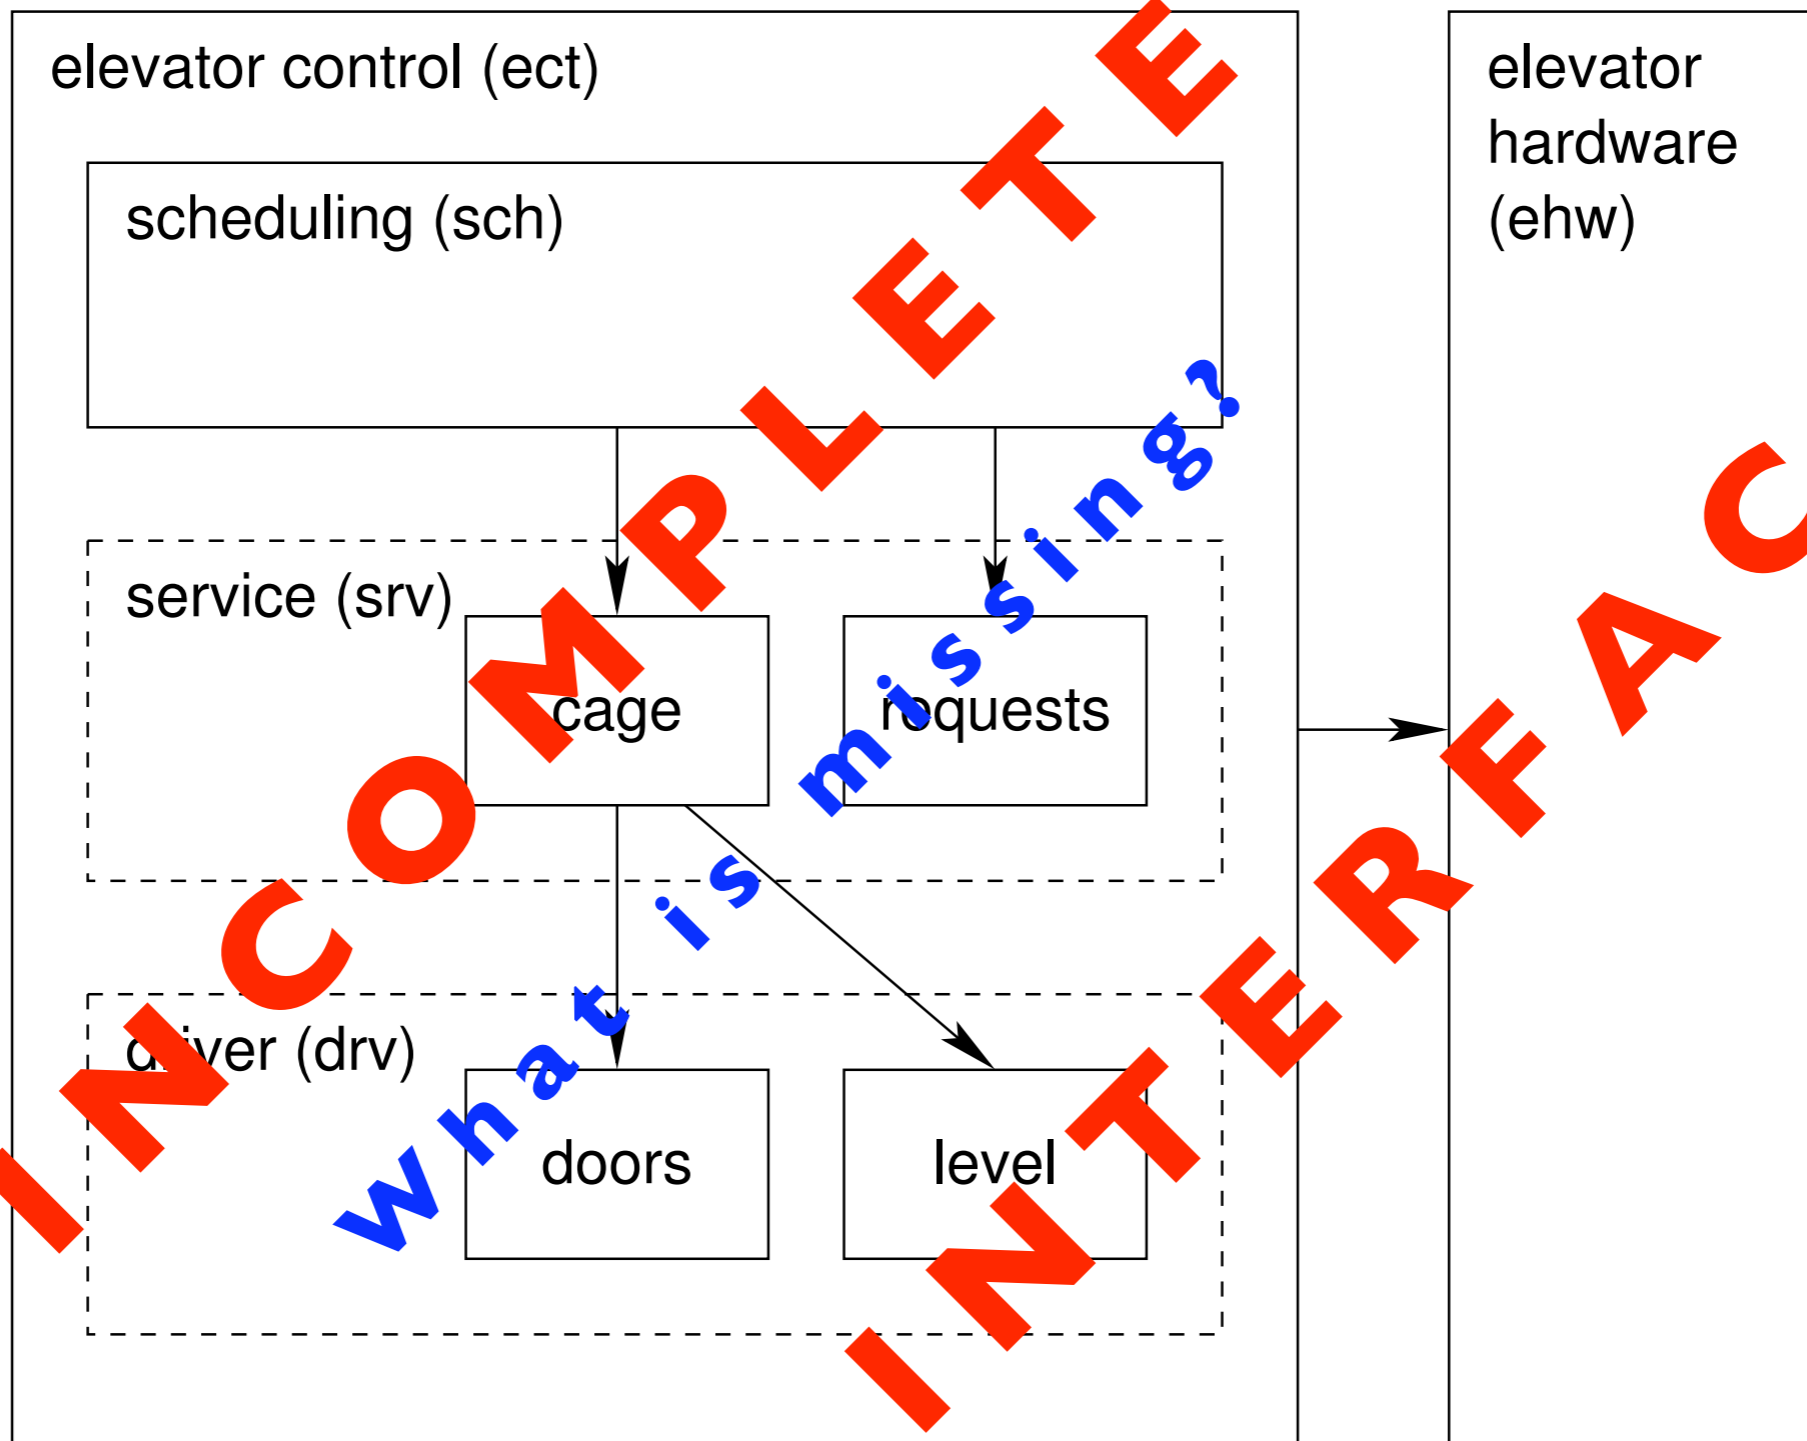 elevator control (ect)
elevator
hardware
(ehw)
scheduling (sch)
service (srv)
cage
requests
driver (drv)
doors
level
INCOMPLETE
what is missing?
INTERFAC